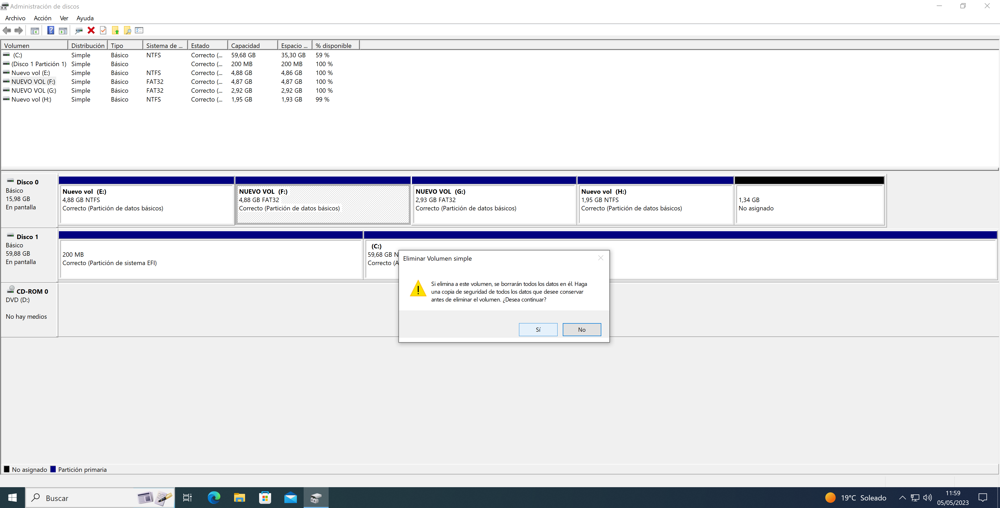 Administración de discos
Archivo Acción Ver Ayuda
Volumen Distribución Tipo Sistema de ... Estado Capacidad Espacio ... % disponible
(C:) Simple Básico NTFS Correcto (... 59,68 GB 35,30 GB 59 %
(Disco 1 Partición 1) Simple Básico Correcto (... 200 MB 200 MB 100 %
Nuevo vol (E:) Simple Básico NTFS Correcto (... 4,88 GB 4,86 GB 100 %
NUEVO VOL (F:) Simple Básico FAT32 Correcto (... 4,87 GB 4,87 GB 100 %
NUEVO VOL (G:) Simple Básico FAT32 Correcto (... 2,92 GB 2,92 GB 100 %
Nuevo vol (H:) Simple Básico NTFS Correcto (... 1,95 GB 1,93 GB 99 %
Disco 0
Básico
15,98 GB
En pantalla
Nuevo vol (E:)
4,88 GB NTFS
Correcto (Partición de datos básicos)
NUEVO VOL (F:)
4,88 GB FAT32
Correcto (Partición de datos básicos)
NUEVO VOL (G:)
2,93 GB FAT32
Correcto (Partición de datos básicos)
Nuevo vol (H:)
1,95 GB NTFS
Correcto (Partición de datos básicos)
1,34 GB
No asignado
Disco 1
Básico
59,88 GB
En pantalla
200 MB
Correcto (Partición de sistema EFI)
(C:)
59,68 GB N
Correcto (A
Eliminar Volumen simple
Si elimina a este volumen, se borrarán todos los datos en él. Haga
una copia de seguridad de todos los datos que desee conservar
antes de eliminar el volumen. ¿Desea continuar?
Sí No
CD-ROM 0
DVD (D:)
No hay medios
No asignado Partición primaria
Buscar
19°C Soleado
11:59
05/05/2023